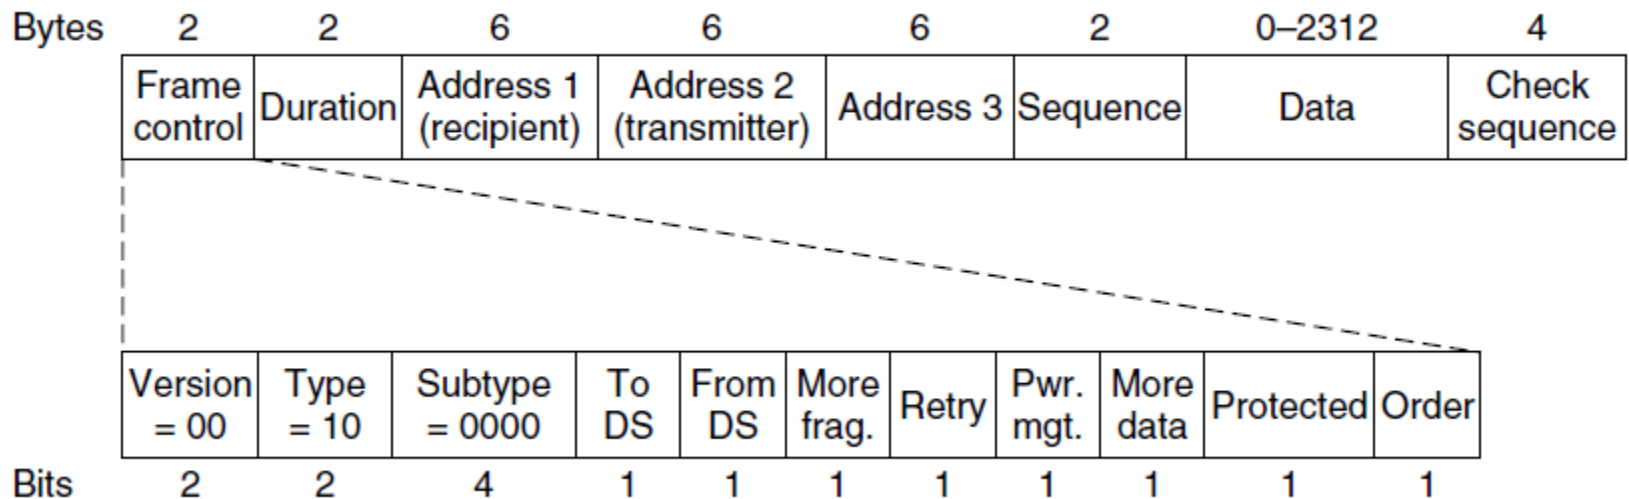 Bytes 2 2 6 6 6 2 0–2312 4
Frame control Duration Address 1 (recipient) Address 2 (transmitter) Address 3 Sequence Data Check sequence
Version = 00 Type = 10 Subtype = 0000 To DS From DS More frag. Retry Pwr. mgt. More data Protected Order
Bits 2 2 4 1 1 1 1 1 1 1 1